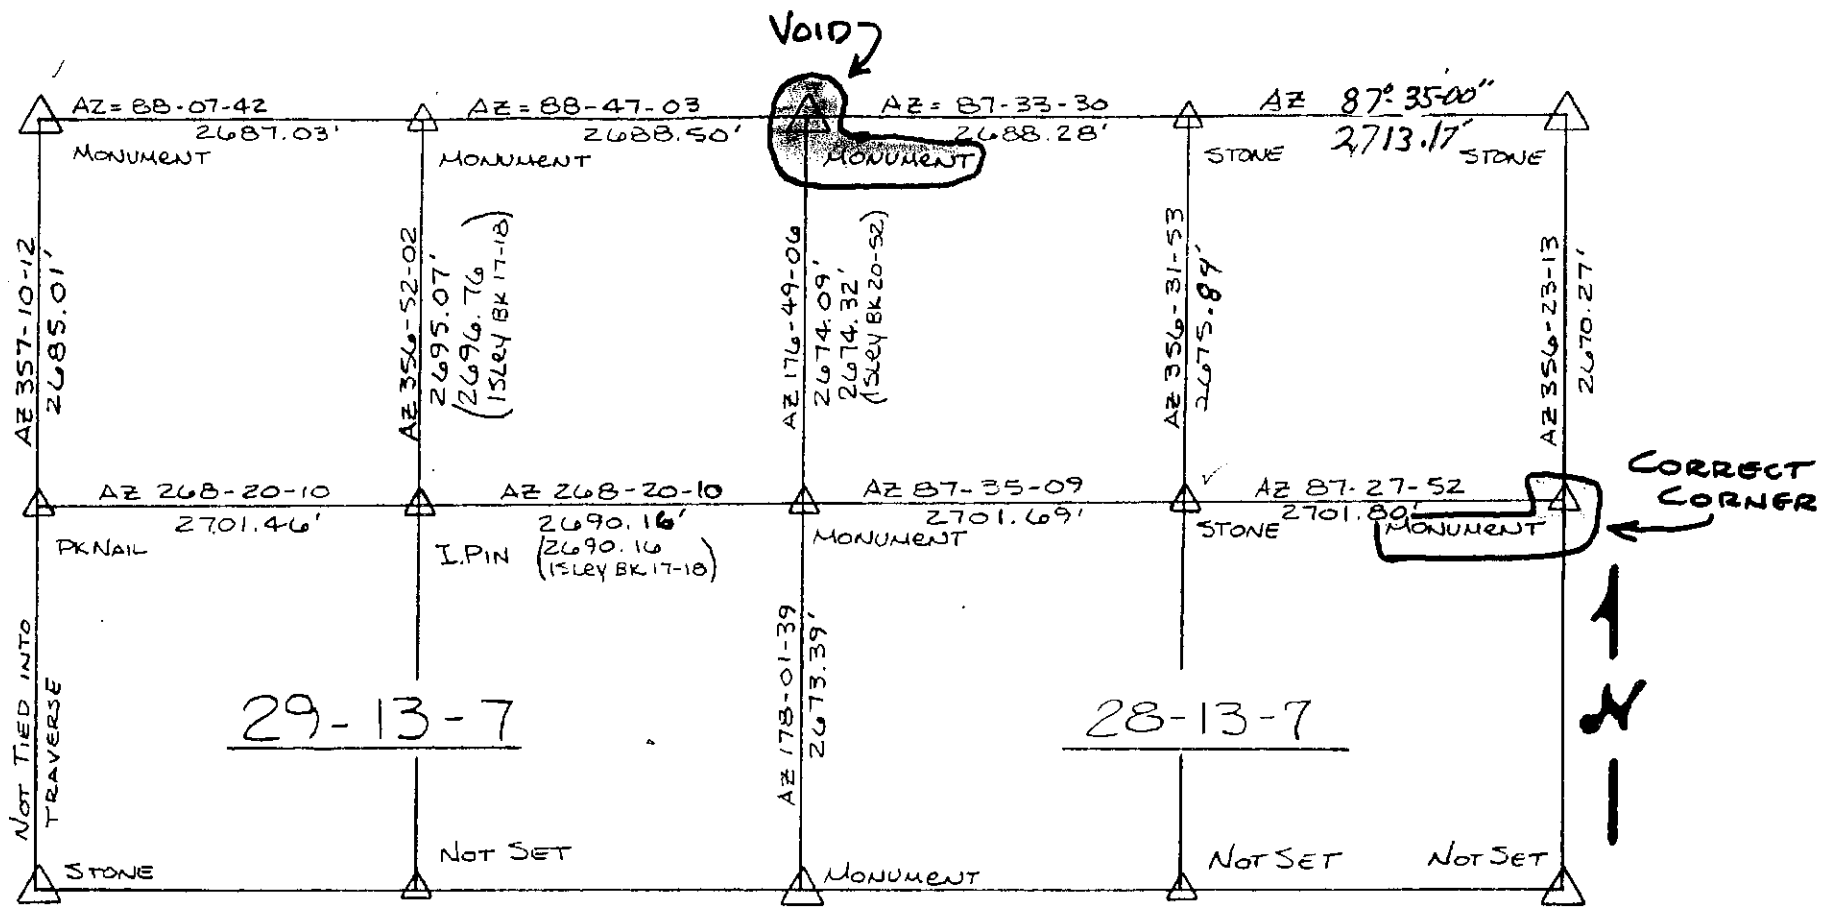 VOID
AZ= 88-07-42
2687.03'
MONUMENT
AZ= 88-47-03
2688.50'
MONUMENT
AZ= 87-33-30
2688.28'
MONUMENT
AZ 87°-35-00"
2,713.17'
STONE
STONE
AZ 357-10-12
2685.01'
AZ 356-52-02
2695.07'
(2696.76
(ISLEY BK 17-18)
AZ 176-49-06
2674.09'
2674.32'
(ISLEY BK 20-52)
AZ 356-31-53
2675.84'
AZ 356-23-13
2670.27'
CORRECT
CORNER
AZ 268-20-10
2701.46'
PK NAIL
AZ 268-20-10
2690.16'
I.PIN
(2690.16
(ISLEY BK 17-18)
AZ 87-35-09
2701.69'
MONUMENT
AZ 87-27-52
2701.80'
STONE
MONUMENT
NOT TIED INTO
TRAVERSE
29-13-7
AZ 178-01-39
2673.39'
28-13-7
N
STONE
NOT SET
MONUMENT
NOT SET
NOT SET